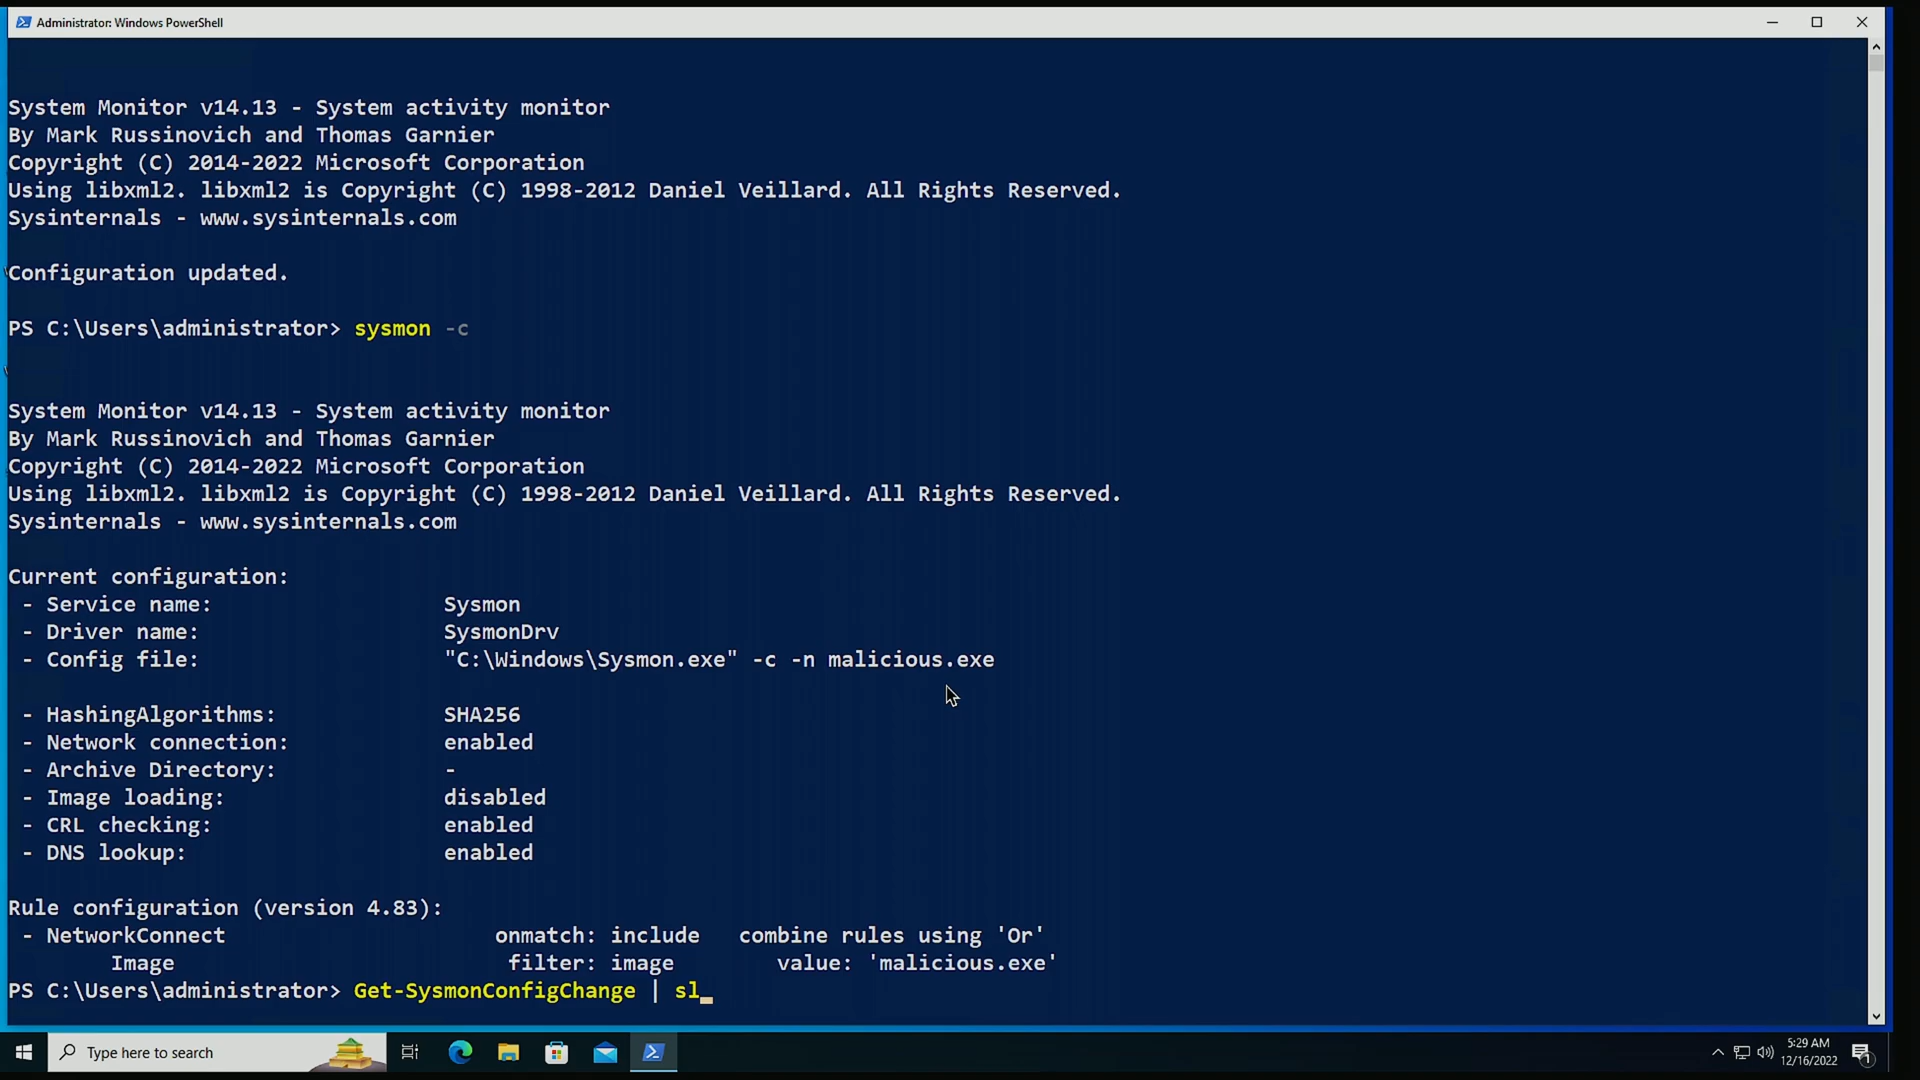 Administrator: Windows PowerShell
System Monitor v14.13 - System activity monitor
By Mark Russinovich and Thomas Garnier
Copyright (C) 2014-2022 Microsoft Corporation
Using libxml2. libxml2 is Copyright (C) 1998-2012 Daniel Veillard. All Rights Reserved.
Sysinternals - www.sysinternals.com
Configuration updated.
PS C:\Users\administrator> sysmon -c
System Monitor v14.13 - System activity monitor
By Mark Russinovich and Thomas Garnier
Copyright (C) 2014-2022 Microsoft Corporation
Using libxml2. libxml2 is Copyright (C) 1998-2012 Daniel Veillard. All Rights Reserved.
Sysinternals - www.sysinternals.com
Current configuration:
- Service name: Sysmon
- Driver name: SysmonDrv
- Config file: "C:\Windows\Sysmon.exe" -c -n malicious.exe
- HashingAlgorithms: SHA256
- Network connection: enabled
- Archive Directory: -
- Image loading: disabled
- CRL checking: enabled
- DNS lookup: enabled
Rule configuration (version 4.83):
- NetworkConnect onmatch: include combine rules using 'Or'
Image filter: image value: 'malicious.exe'
PS C:\Users\administrator> Get-SysmonConfigChange | sl_
Type here to search
5:29 AM
12/16/2022
1